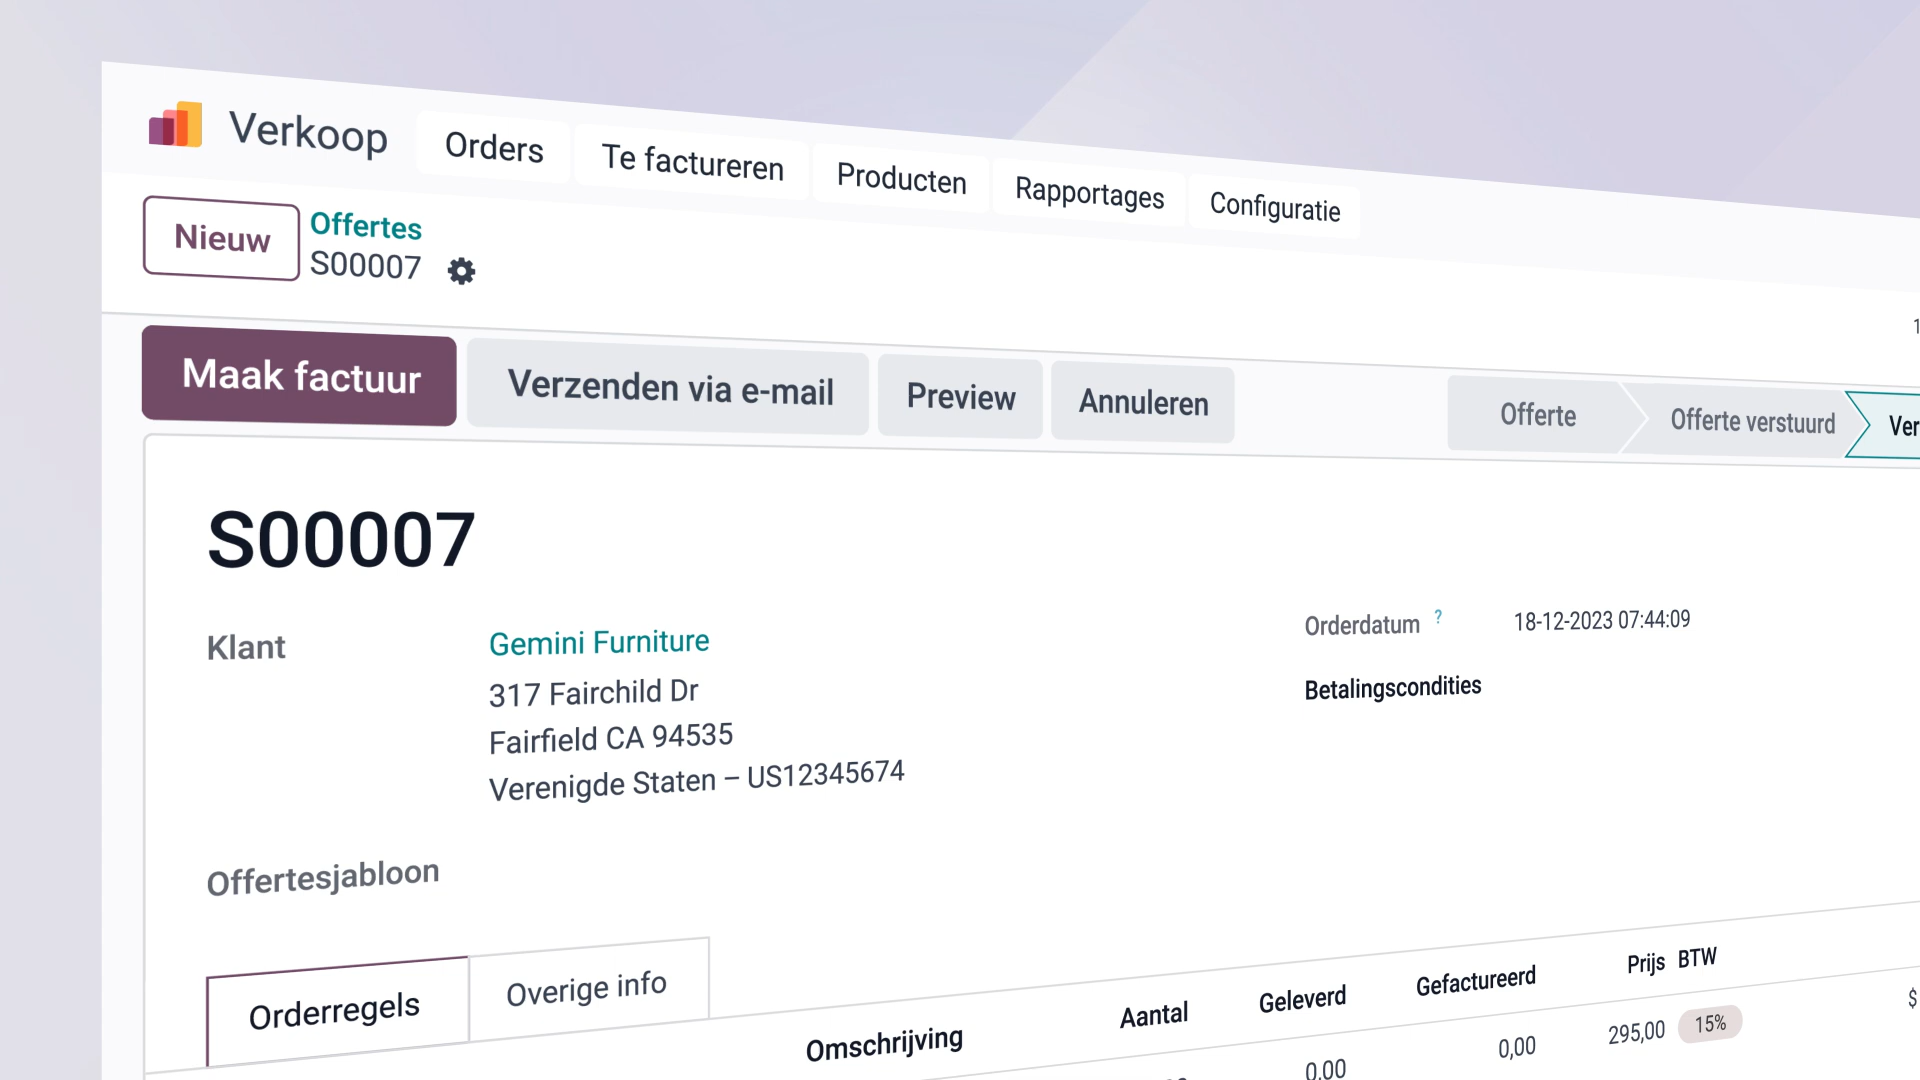 Verkoop Orders Te factureren Producten Rapportages Configuratie
Nieuw
Offertes
S00007
Maak factuur Verzenden via e-mail Preview Annuleren
Offerte Offerte verstuurd
S00007
Klant
Gemini Furniture
317 Fairchild Dr
Fairfield CA 94535
Verenigde Staten – US12345674
Orderdatum ? 18-12-2023 07:44:09
Betalingscondities
Offertesjabloon
Orderregels Overige info
Omschrijving Aantal Geleverd Gefactureerd Prijs BTW
0,00 0,00 295,00 15% $